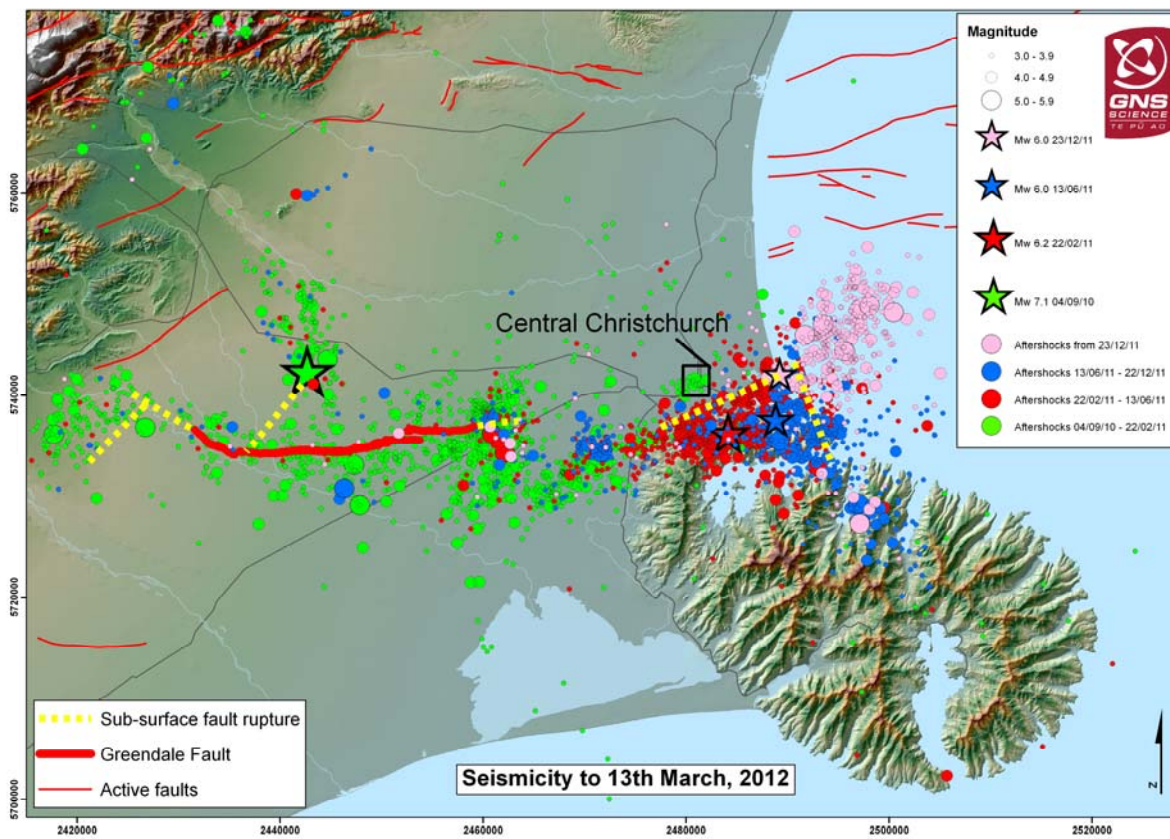 Magnitude
3.0 - 3.9
4.0 - 4.9
5.0 - 5.9
Mw 6.0 23/12/11
Mw 6.0 13/06/11
Mw 6.2 22/02/11
Mw 7.1 04/09/10
Aftershocks from 23/12/11
Aftershocks 13/06/11 - 22/12/11
Aftershocks 22/02/11 - 13/06/11
Aftershocks 04/09/10 - 22/02/11
GNS
SCIENCE
TE PŪ AO
Central Christchurch
Sub-surface fault rupture
Greendale Fault
Active faults
Seismicity to 13th March, 2012
N
5760000
5740000
5720000
5700000
2420000
2440000
2460000
2480000
2500000
2520000